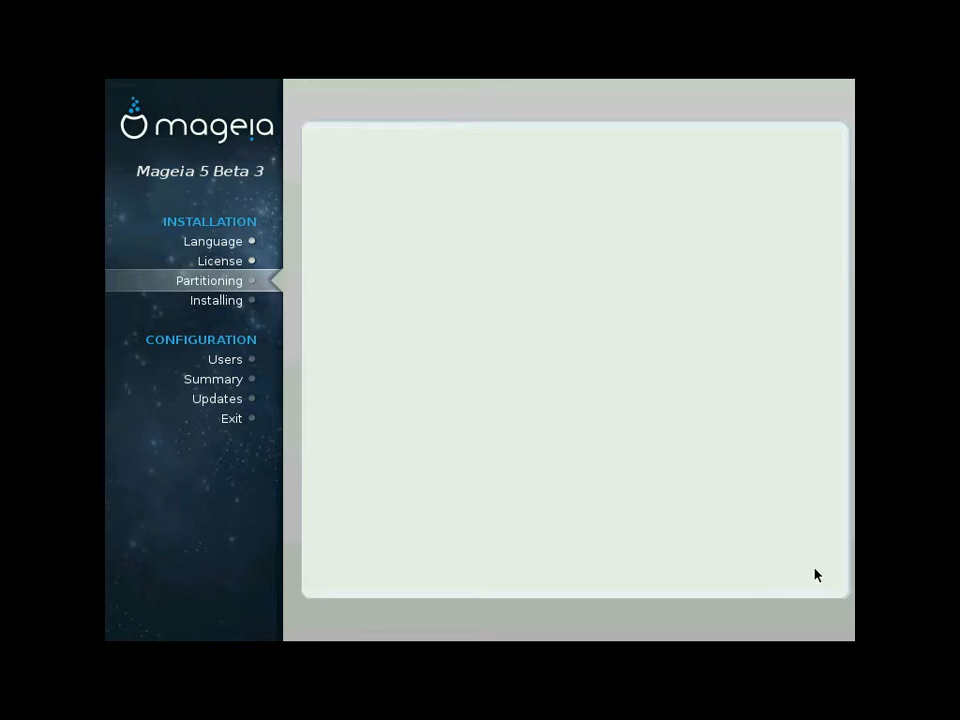 mageia
Mageia 5 Beta 3
INSTALLATION
Language
License
Partitioning
Installing
CONFIGURATION
Users
Summary
Updates
Exit